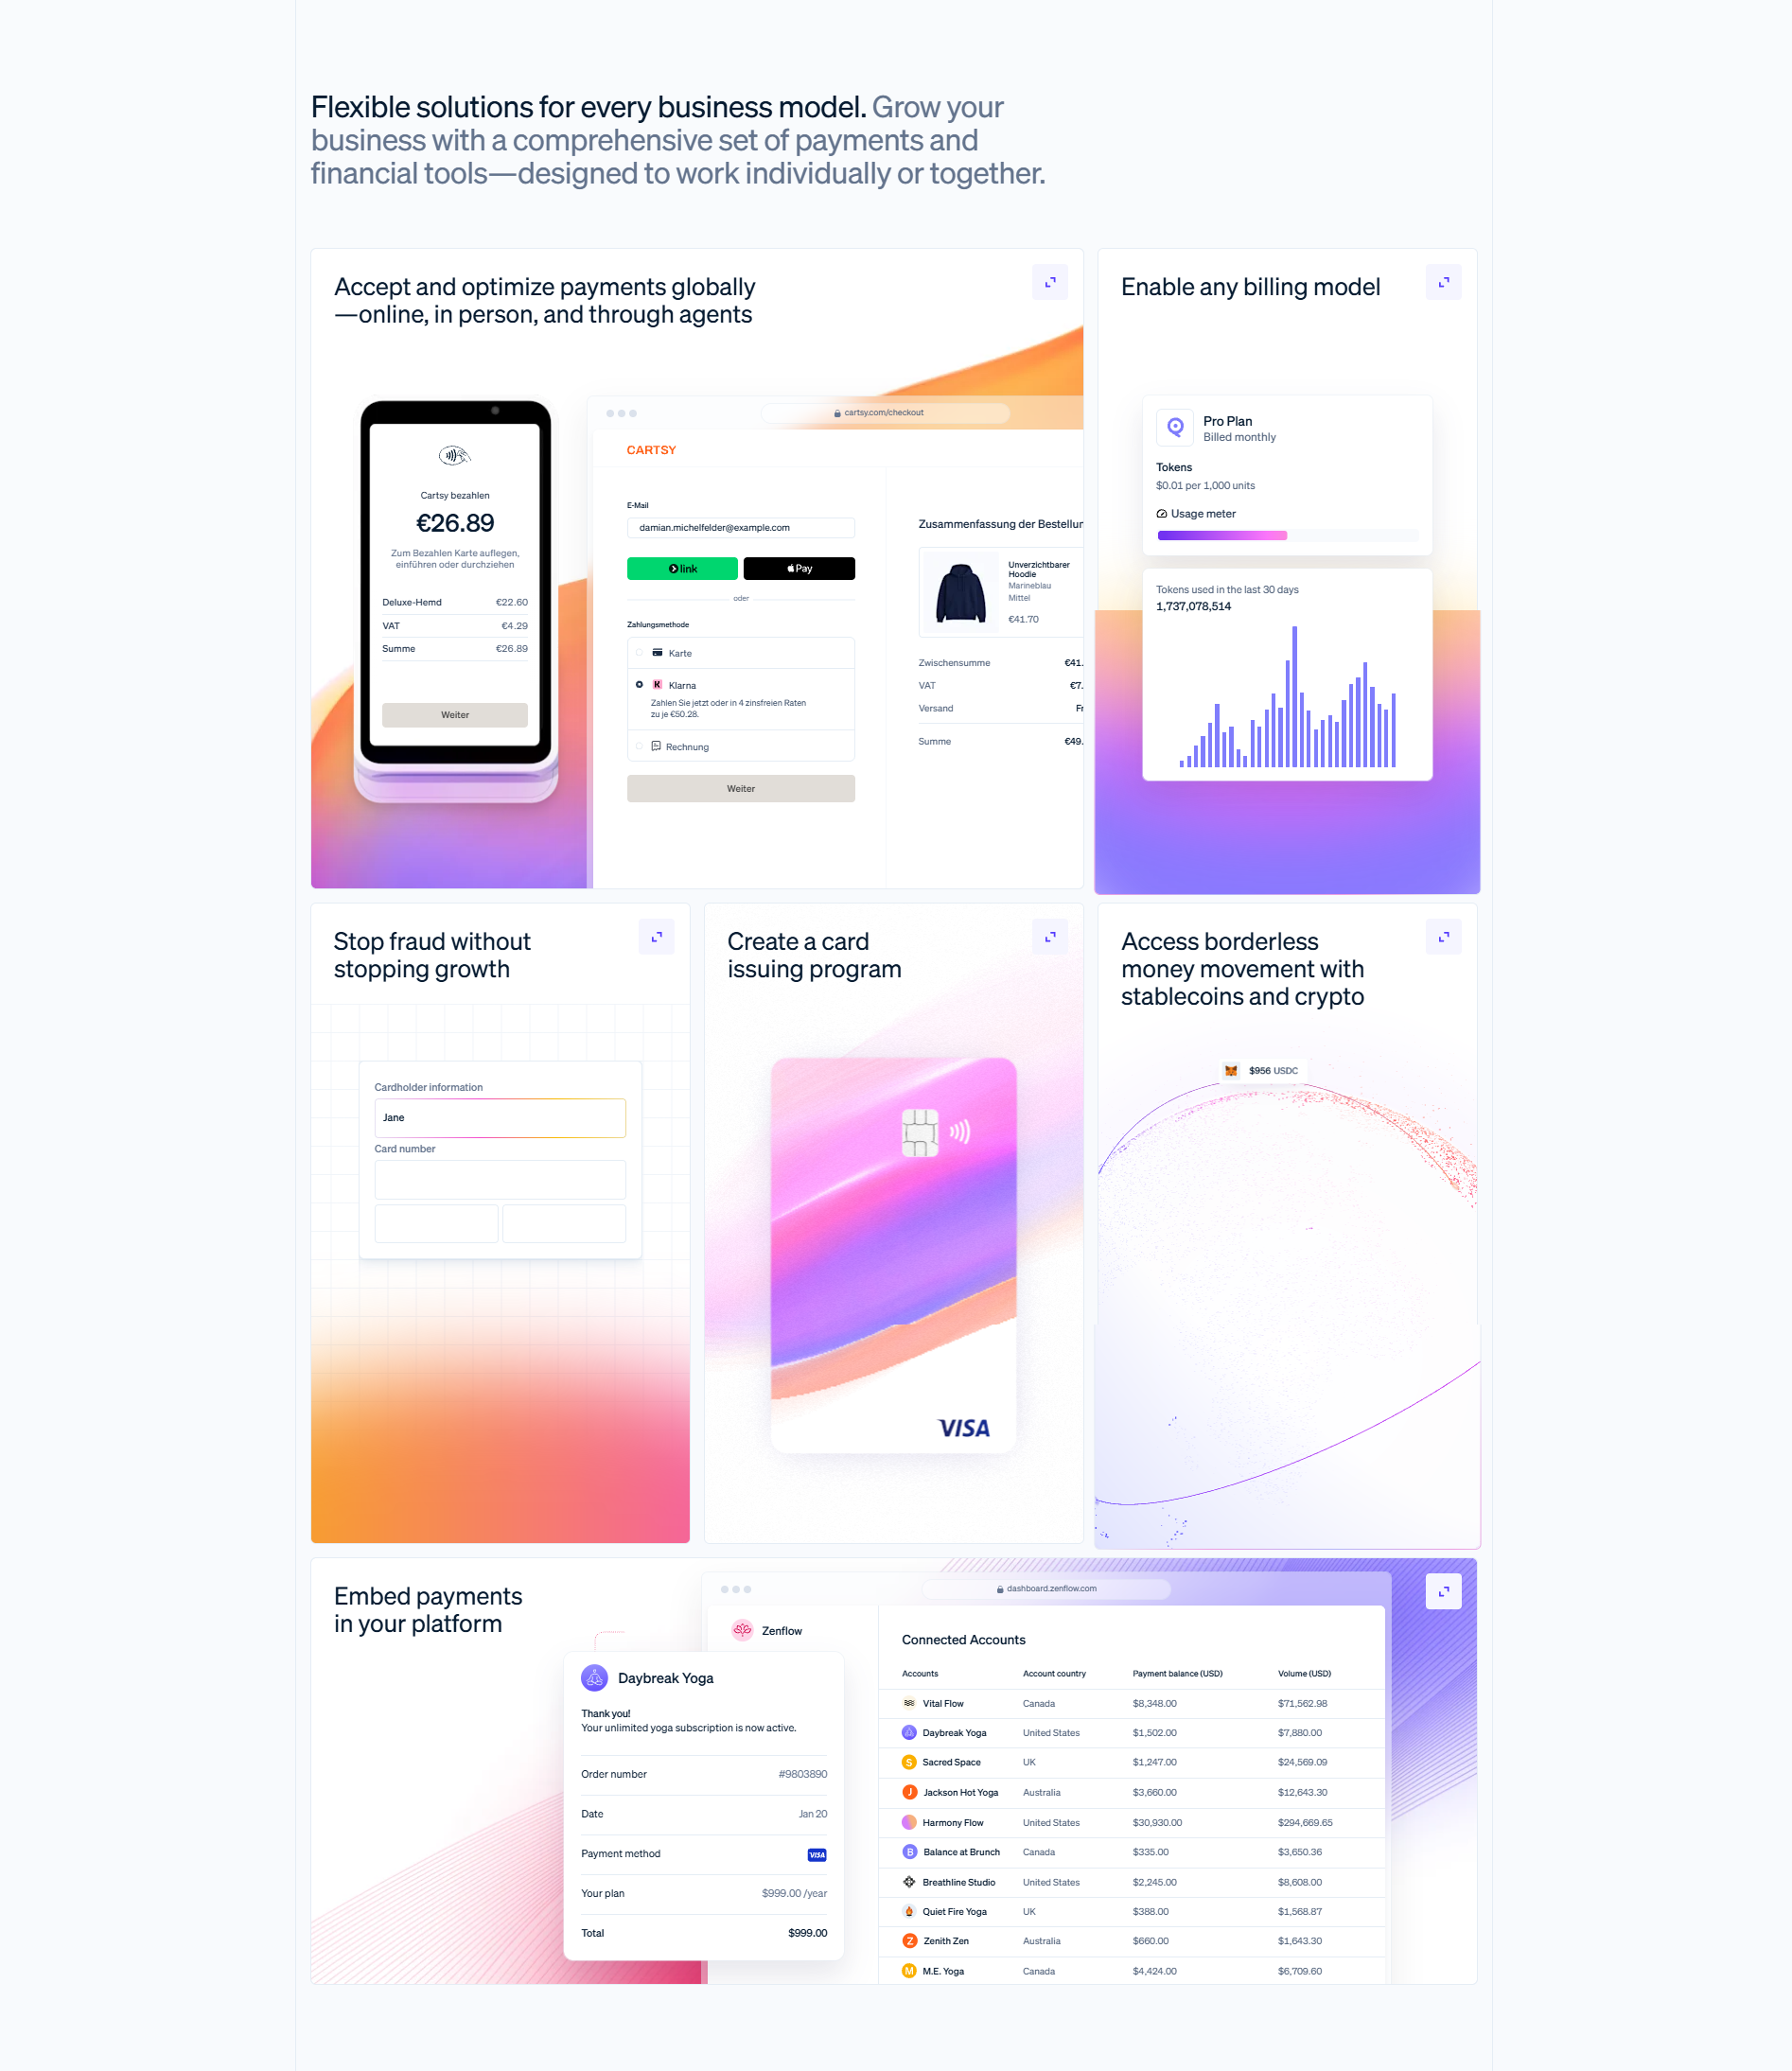 Flexible solutions for every business model. Grow your
business with a comprehensive set of payments and
financial tools—designed to work individually or together.
Accept and optimize payments globally
—online, in person, and through agents
Cartsy bezahlen
€26.89
Zum Bezahlen Karte auflegen,
einführen oder durchziehen
Deluxe-Hemd €22.60
VAT €4.29
Summe €26.89
Weiter
cartsy.com/checkout
CARTSY
E-Mail
damian.michelfelder@example.com
link
Pay
oder
Zahlungsmethode
Karte
K Klarna
Zahlen Sie jetzt oder in 4 zinsfreien Raten
zu je €50.28.
Rechnung
Weiter
Zusammenfassung der Bestellun
Unverzichtbarer
Hoodie
Marineblau
Mittel
€41.70
Zwischensumme €41.
VAT €7.
Versand Fr
Summe €49.
Enable any billing model
Pro Plan
Billed monthly
Tokens
$0.01 per 1,000 units
Usage meter
Tokens used in the last 30 days
1,737,078,514
Stop fraud without
stopping growth
Cardholder information
Jane
Card number
Create a card
issuing program
VISA
Access borderless
money movement with
stablecoins and crypto
$956 USDC
Embed payments
in your platform
Daybreak Yoga
Thank you!
Your unlimited yoga subscription is now active.
Order number #9803890
Date Jan 20
Payment method VISA
Your plan $999.00 /year
Total $999.00
dashboard.zenflow.com
Zenflow
Connected Accounts
Accounts Account country Payment balance (USD) Volume (USD)
Vital Flow Canada $8,348.00 $71,562.98
Daybreak Yoga United States $1,502.00 $7,880.00
S Sacred Space UK $1,247.00 $24,569.09
J Jackson Hot Yoga Australia $3,660.00 $12,643.30
Harmony Flow United States $30,930.00 $294,669.65
B Balance at Brunch Canada $335.00 $3,650.36
Breathline Studio United States $2,245.00 $8,608.00
Quiet Fire Yoga UK $388.00 $1,568.87
Z Zenith Zen Australia $660.00 $1,643.30
M M.E. Yoga Canada $4,424.00 $6,709.60